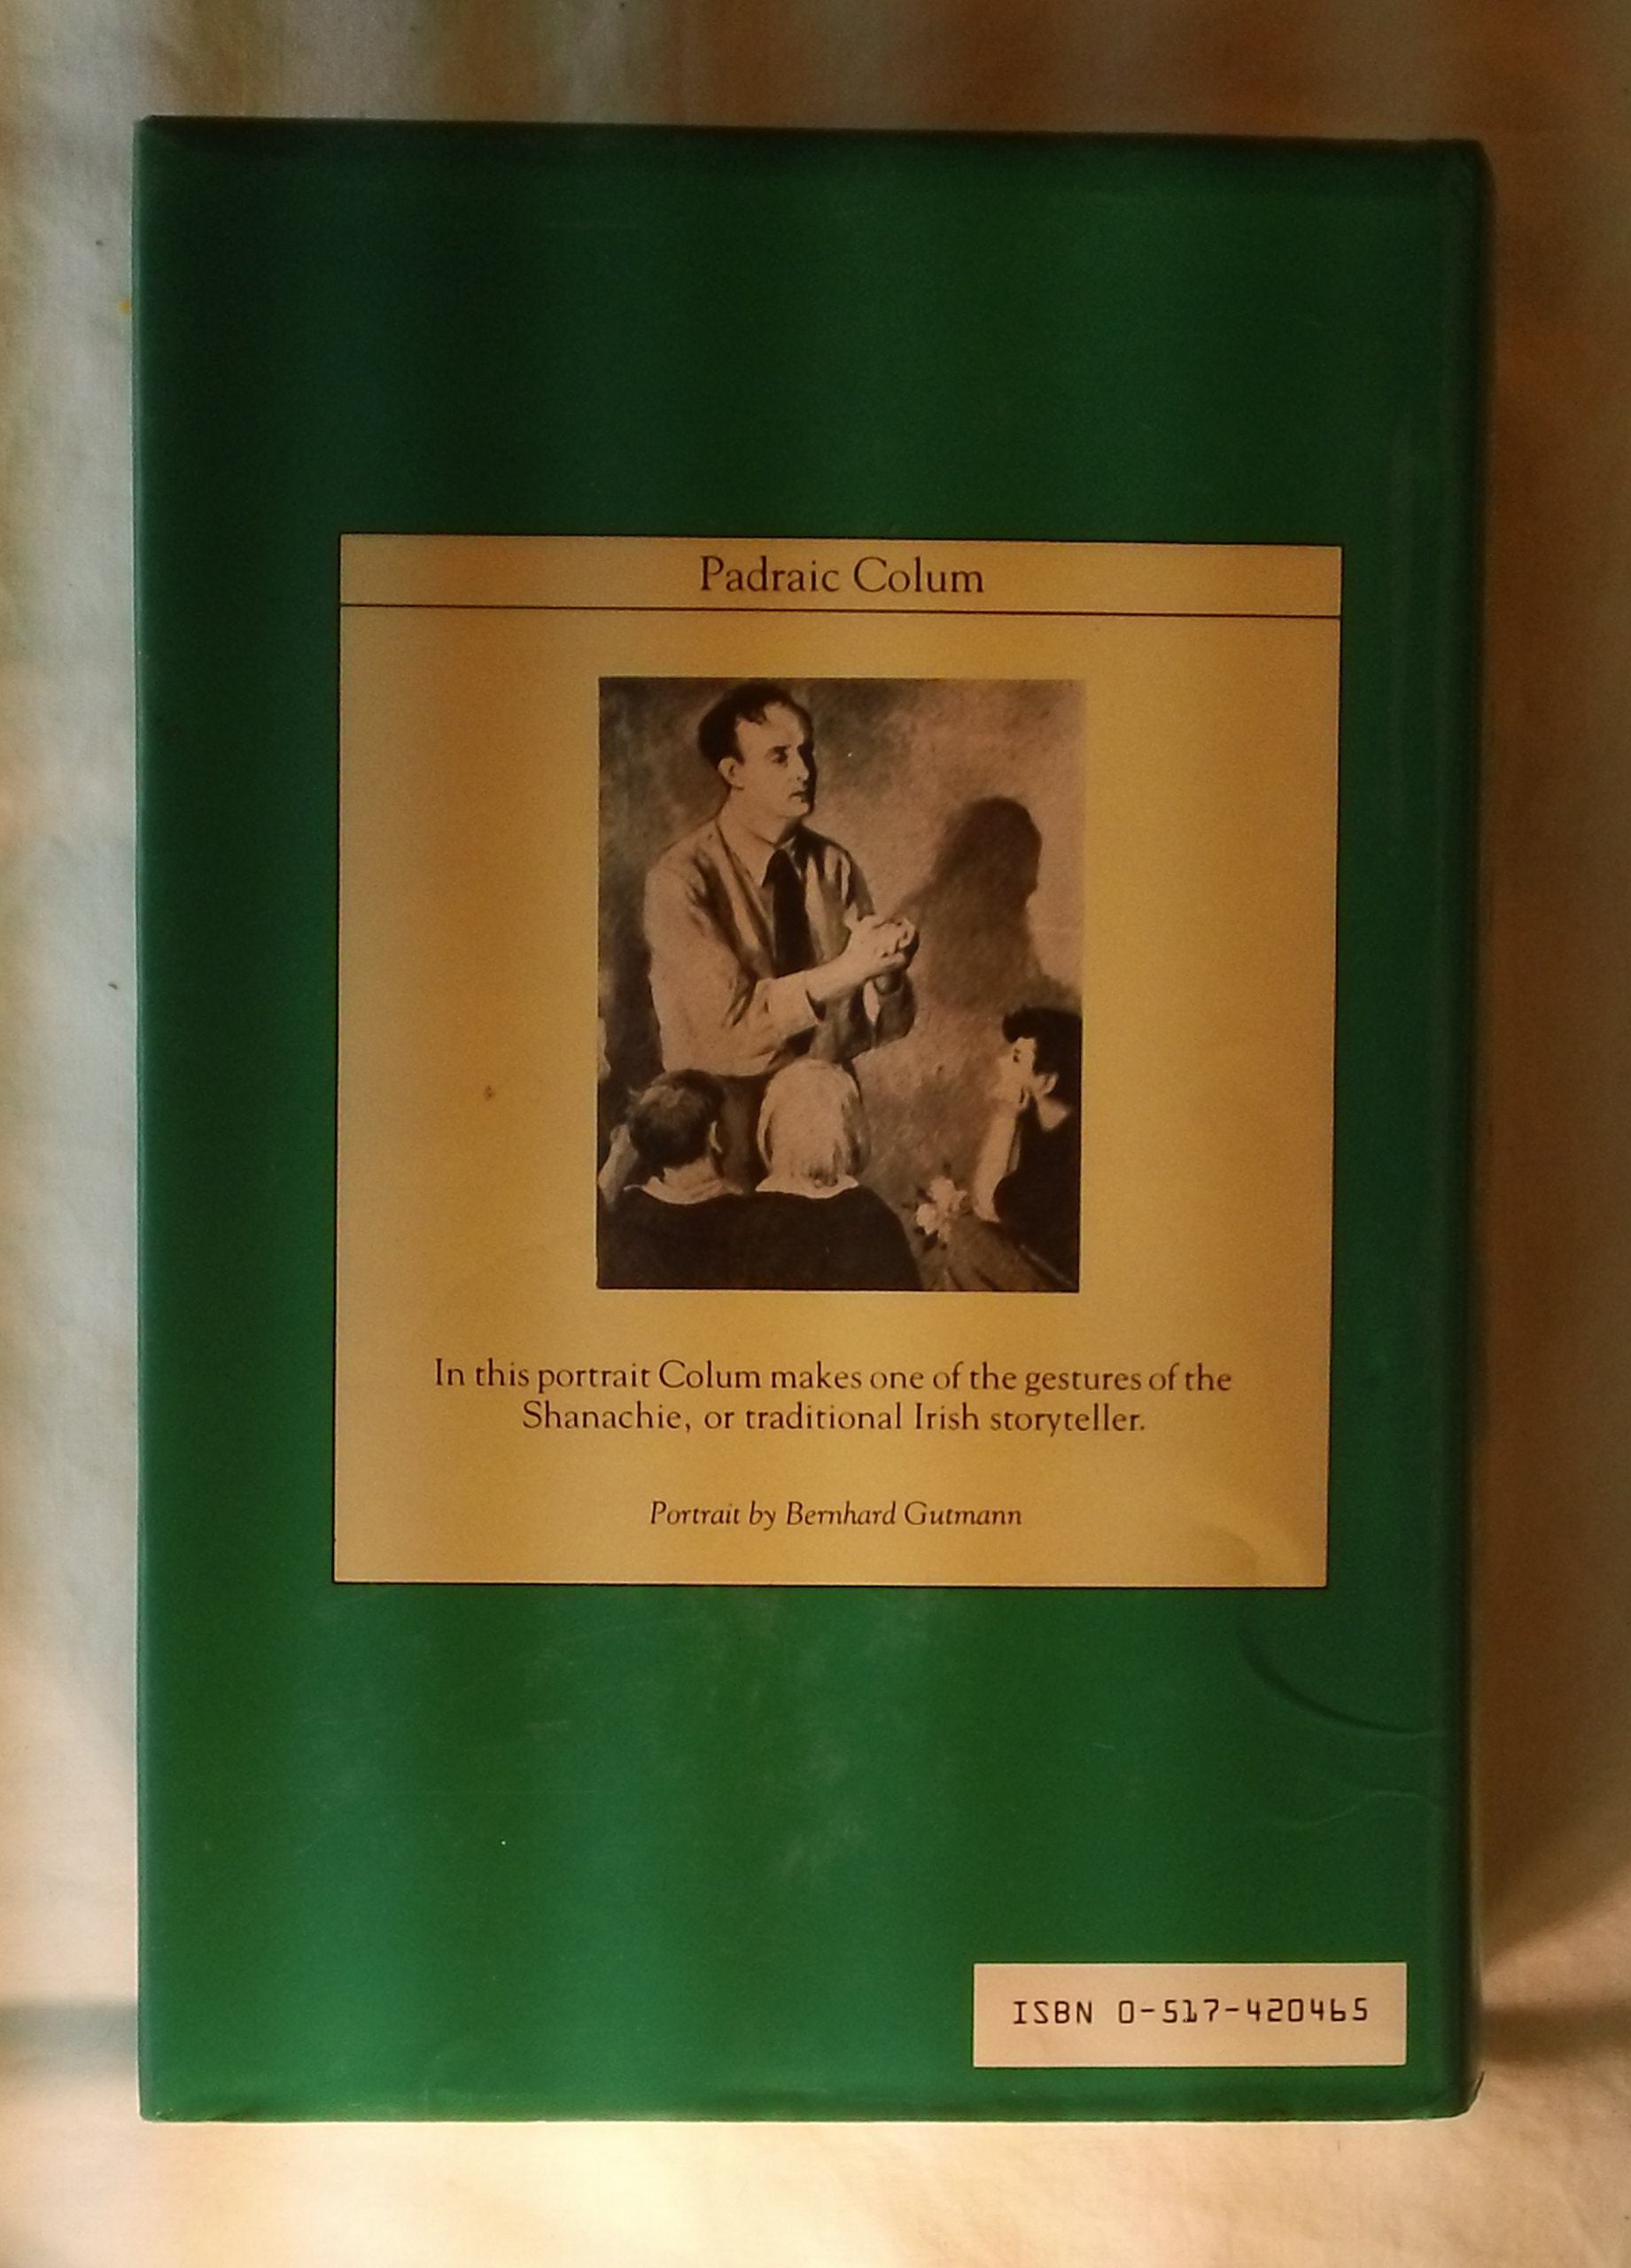 Padraic Colum
In this portrait Colum makes one of the gestures of the
Shanachie, or traditional Irish storyteller.
Portrait by Bernhard Gutmann
ISBN 0-517-420465